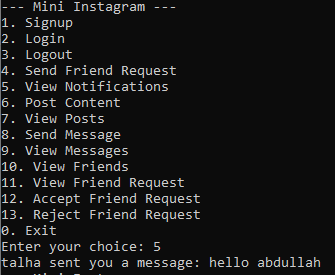 --- Mini Instagram ---
1. Signup
2. Login
3. Logout
4. Send Friend Request
5. View Notifications
6. Post Content
7. View Posts
8. Send Message
9. View Messages
10. View Friends
11. View Friend Request
12. Accept Friend Request
13. Reject Friend Request
0. Exit
Enter your choice: 5
talha sent you a message: hello abdullah